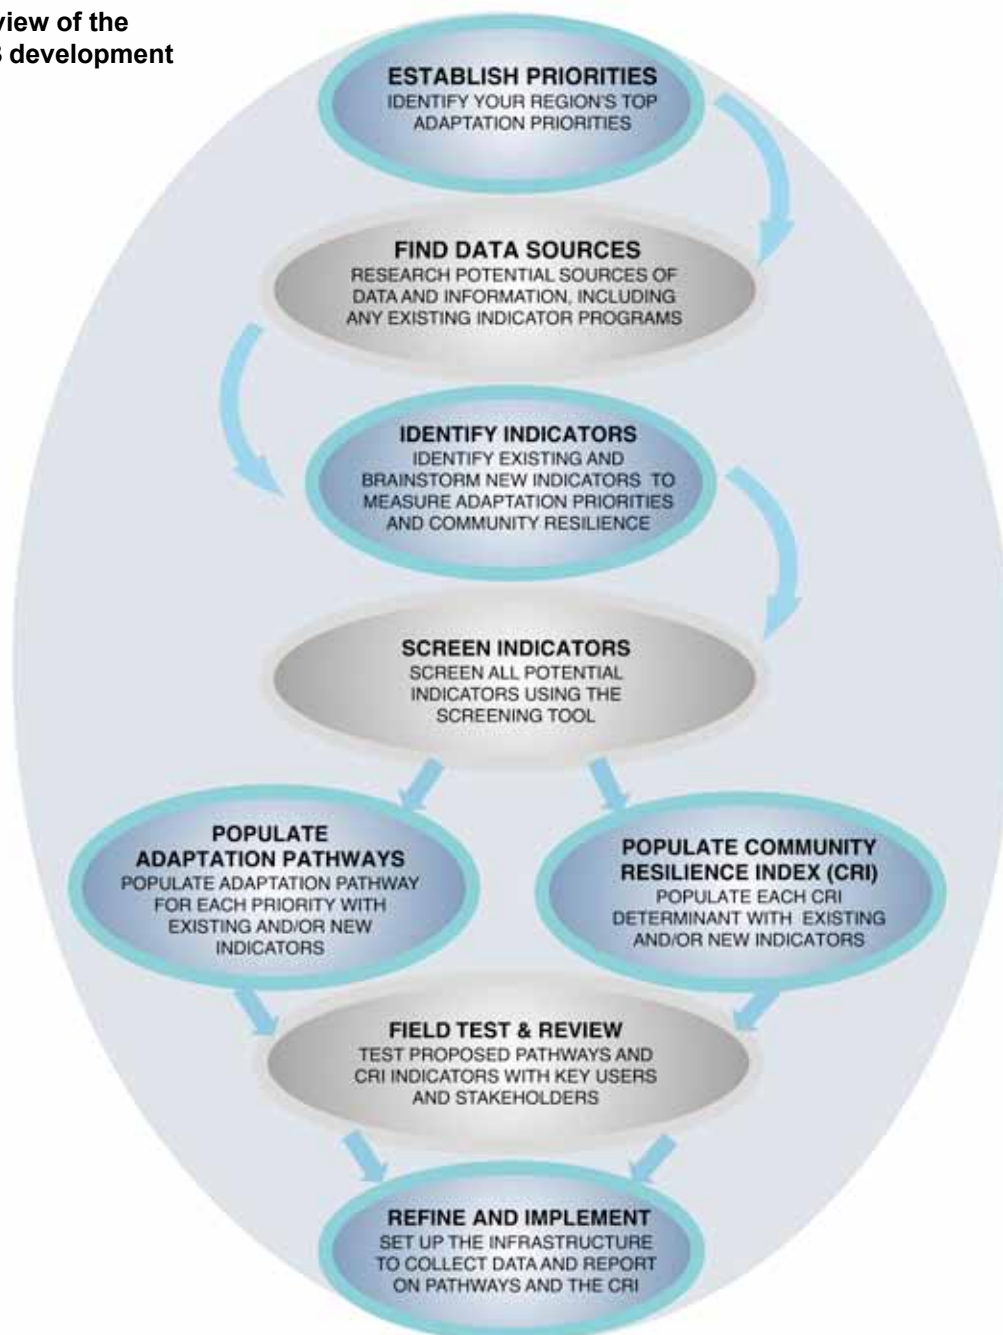 view of the
development
ESTABLISH PRIORITIES
IDENTIFY YOUR REGION'S TOP
ADAPTATION PRIORITIES
FIND DATA SOURCES
RESEARCH POTENTIAL SOURCES OF
DATA AND INFORMATION, INCLUDING
ANY EXISTING INDICATOR PROGRAMS
IDENTIFY INDICATORS
IDENTIFY EXISTING AND
BRAINSTORM NEW INDICATORS TO
MEASURE ADAPTATION PRIORITIES
AND COMMUNITY RESILIENCE
SCREEN INDICATORS
SCREEN ALL POTENTIAL
INDICATORS USING THE
SCREENING TOOL
POPULATE
ADAPTATION PATHWAYS
POPULATE ADAPTATION PATHWAY
FOR EACH PRIORITY WITH
EXISTING AND/OR NEW
INDICATORS
POPULATE COMMUNITY
RESILIENCE INDEX (CRI)
POPULATE EACH CRI
DETERMINANT WITH EXISTING
AND/OR NEW INDICATORS
FIELD TEST & REVIEW
TEST PROPOSED PATHWAYS AND
CRI INDICATORS WITH KEY USERS
AND STAKEHOLDERS
REFINE AND IMPLEMENT
SET UP THE INFRASTRUCTURE
TO COLLECT DATA AND REPORT
ON PATHWAYS AND THE CRI